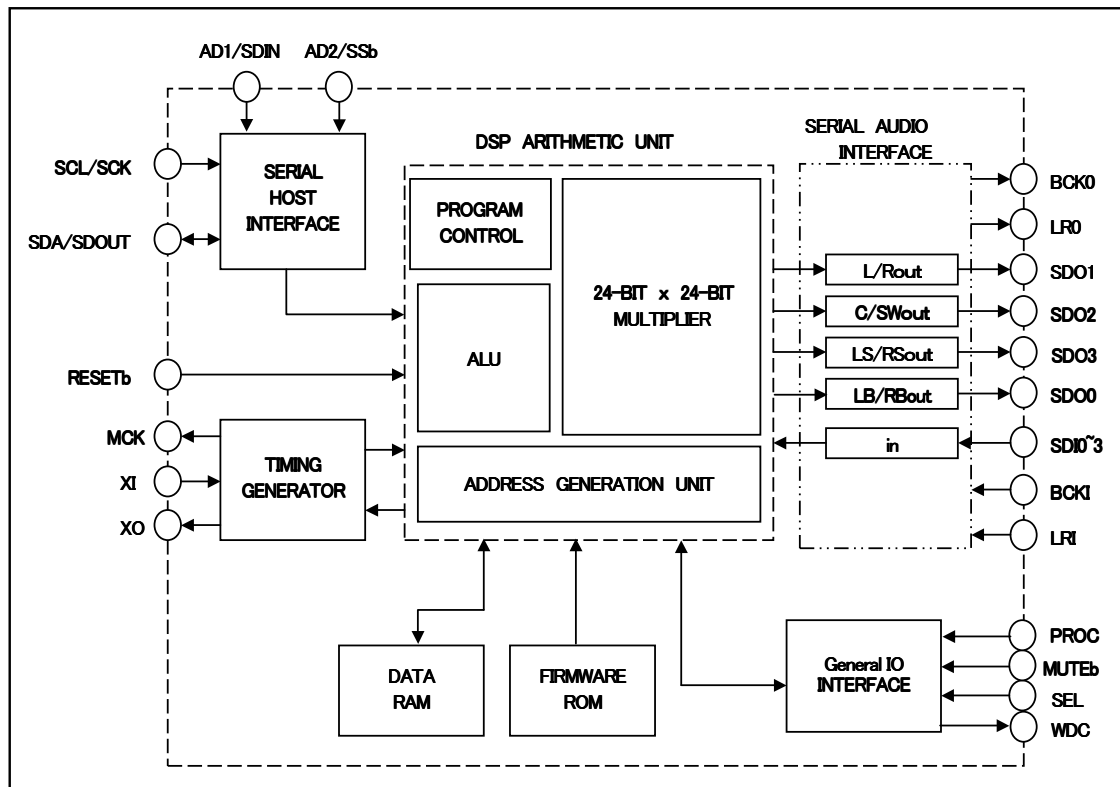 AD1/SDIN
AD2/SSb
SCL/SCK
SDA/SDOUT
SERIAL
HOST
INTERFACE
RESETb
MCK
XI
XO
TIMING
GENERATOR
DSP ARITHMETIC UNIT
PROGRAM
CONTROL
ALU
24-BIT x 24-BIT
MULTIPLIER
ADDRESS GENERATION UNIT
DATA
RAM
FIRMWARE
ROM
SERIAL AUDIO
INTERFACE
L/Rout
C/SWout
LS/RSout
LB/RBout
in
BCK0
LR0
SDO1
SDO2
SDO3
SDO0
SDI0~3
BCKI
LRI
General IO
INTERFACE
PROC
MUTEb
SEL
WDC